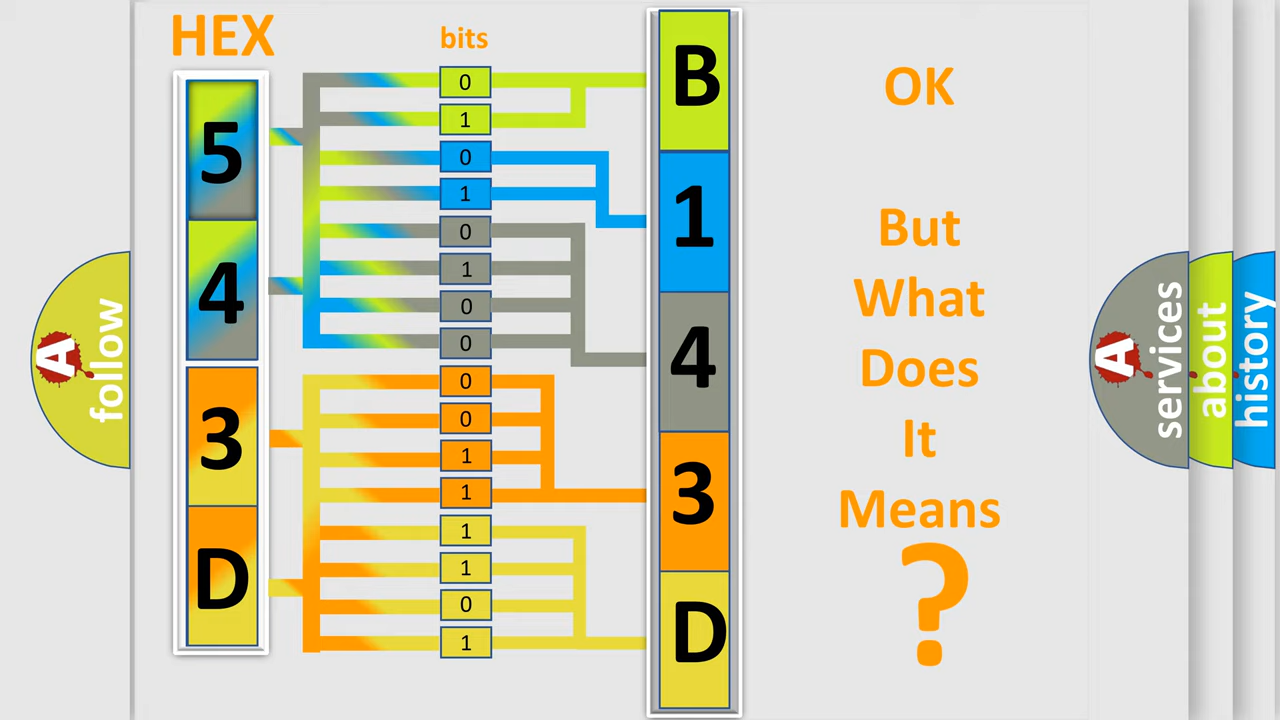 HEX
bits
5
4
3
D
0
1
0
1
0
1
0
0
0
0
1
1
1
1
0
1
B
1
4
3
D
OK
But
What
Does
It
Means
?
A
follow
A
services
about
history